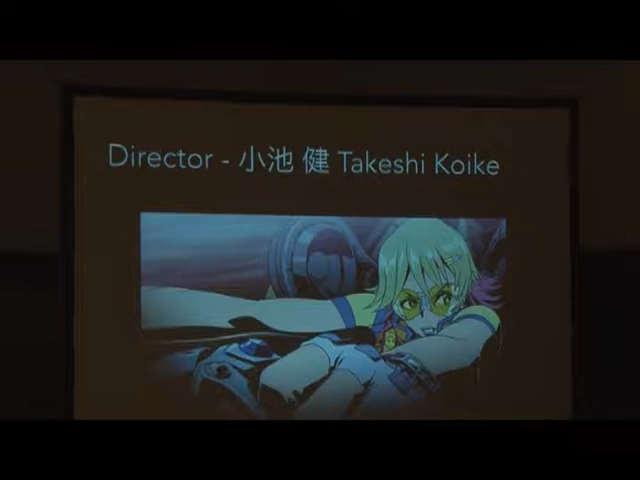 Director - 小池 健 Takeshi Koike